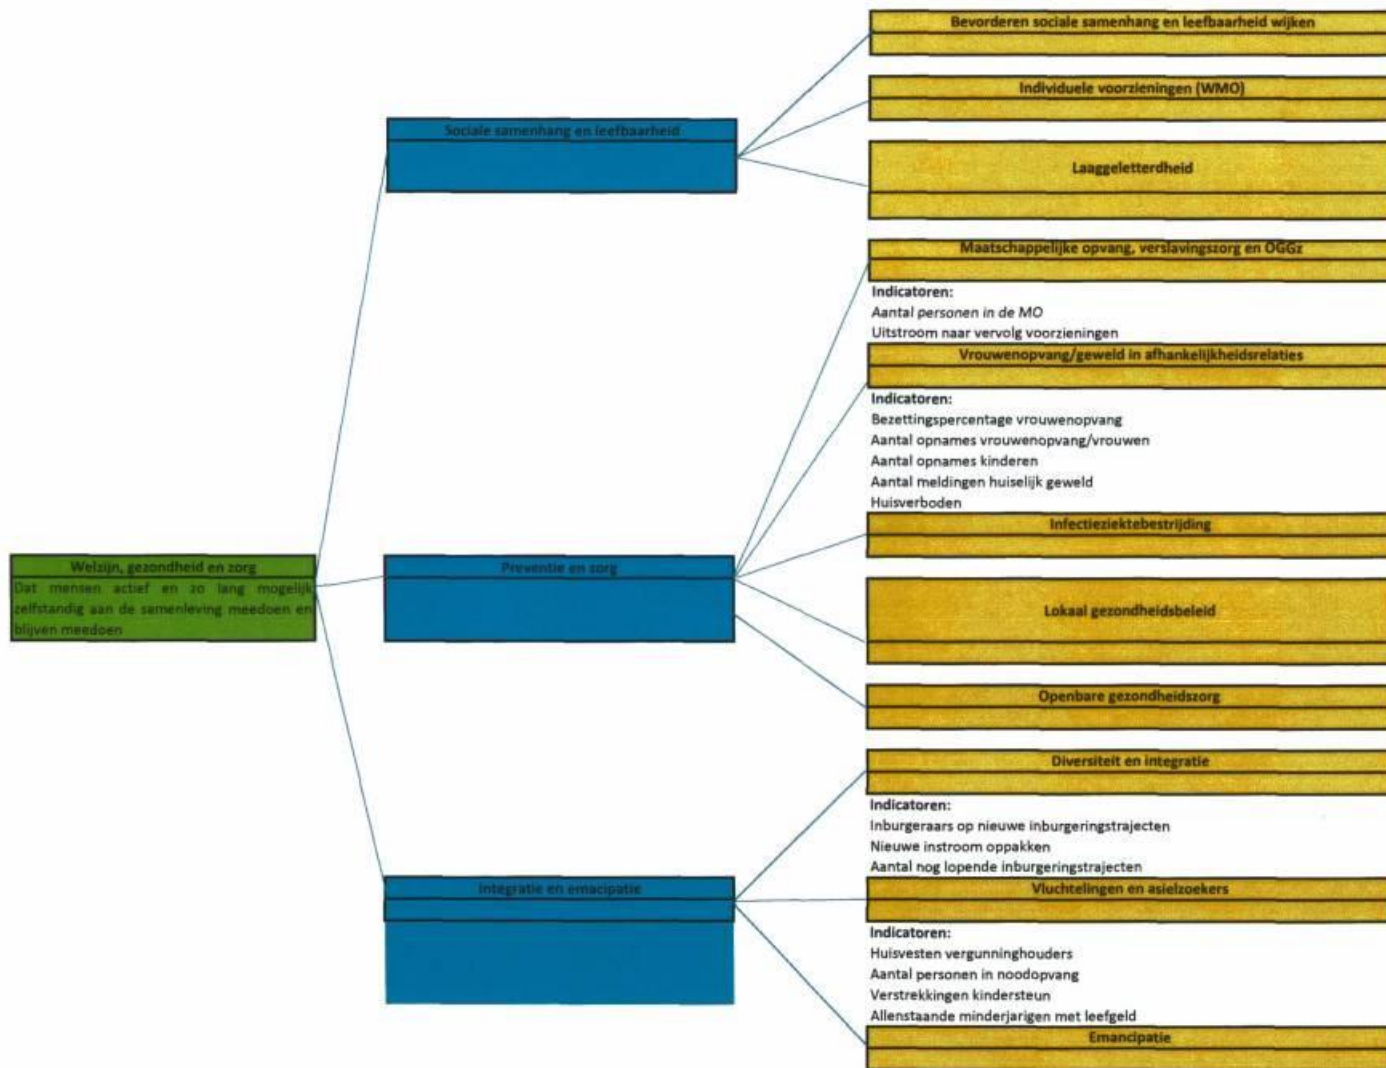 Welzijn, gezondheid en zorg
Dat mensen actief en zo lang mogelijk
zelfstandig aan de samenleving meedoen en
blijven meedoen
Sociale samenhang en leefbaarheid
Bevorderen sociale samenhang en leefbaarheid wijken
Individuele voorzieningen (WMO)
Laaggeletterdheid
Preventie en zorg
Maatschappelijke opvang, verslavingszorg en OGGz
Indicatoren:
Aantal personen in de MO
Uitstroom naar vervolg voorzieningen
Vrouwenopvang/geweld in afhankelijkheidsrelaties
Indicatoren:
Bezettingspercentage vrouwenopvang
Aantal opnames vrouwenopvang/vrouwen
Aantal opnames kinderen
Aantal meldingen huiselijk geweld
Huisverboden
Infectieziektebestrijding
Lokaal gezondheidsbeleid
Openbare gezondheidszorg
Integratie en emacipatie
Diversiteit en integratie
Indicatoren:
Inburgeraars op nieuwe inburgeringstrajecten
Nieuwe instroom oppakken
Aantal nog lopende inburgeringstrajecten
Vluchtelingen en asielzoekers
Indicatoren:
Huisvesten vergunninghouders
Aantal personen in noodopvang
Verstrekkingen kindersteun
Allenstaande minderjarigen met leefgeld
Emancipatie